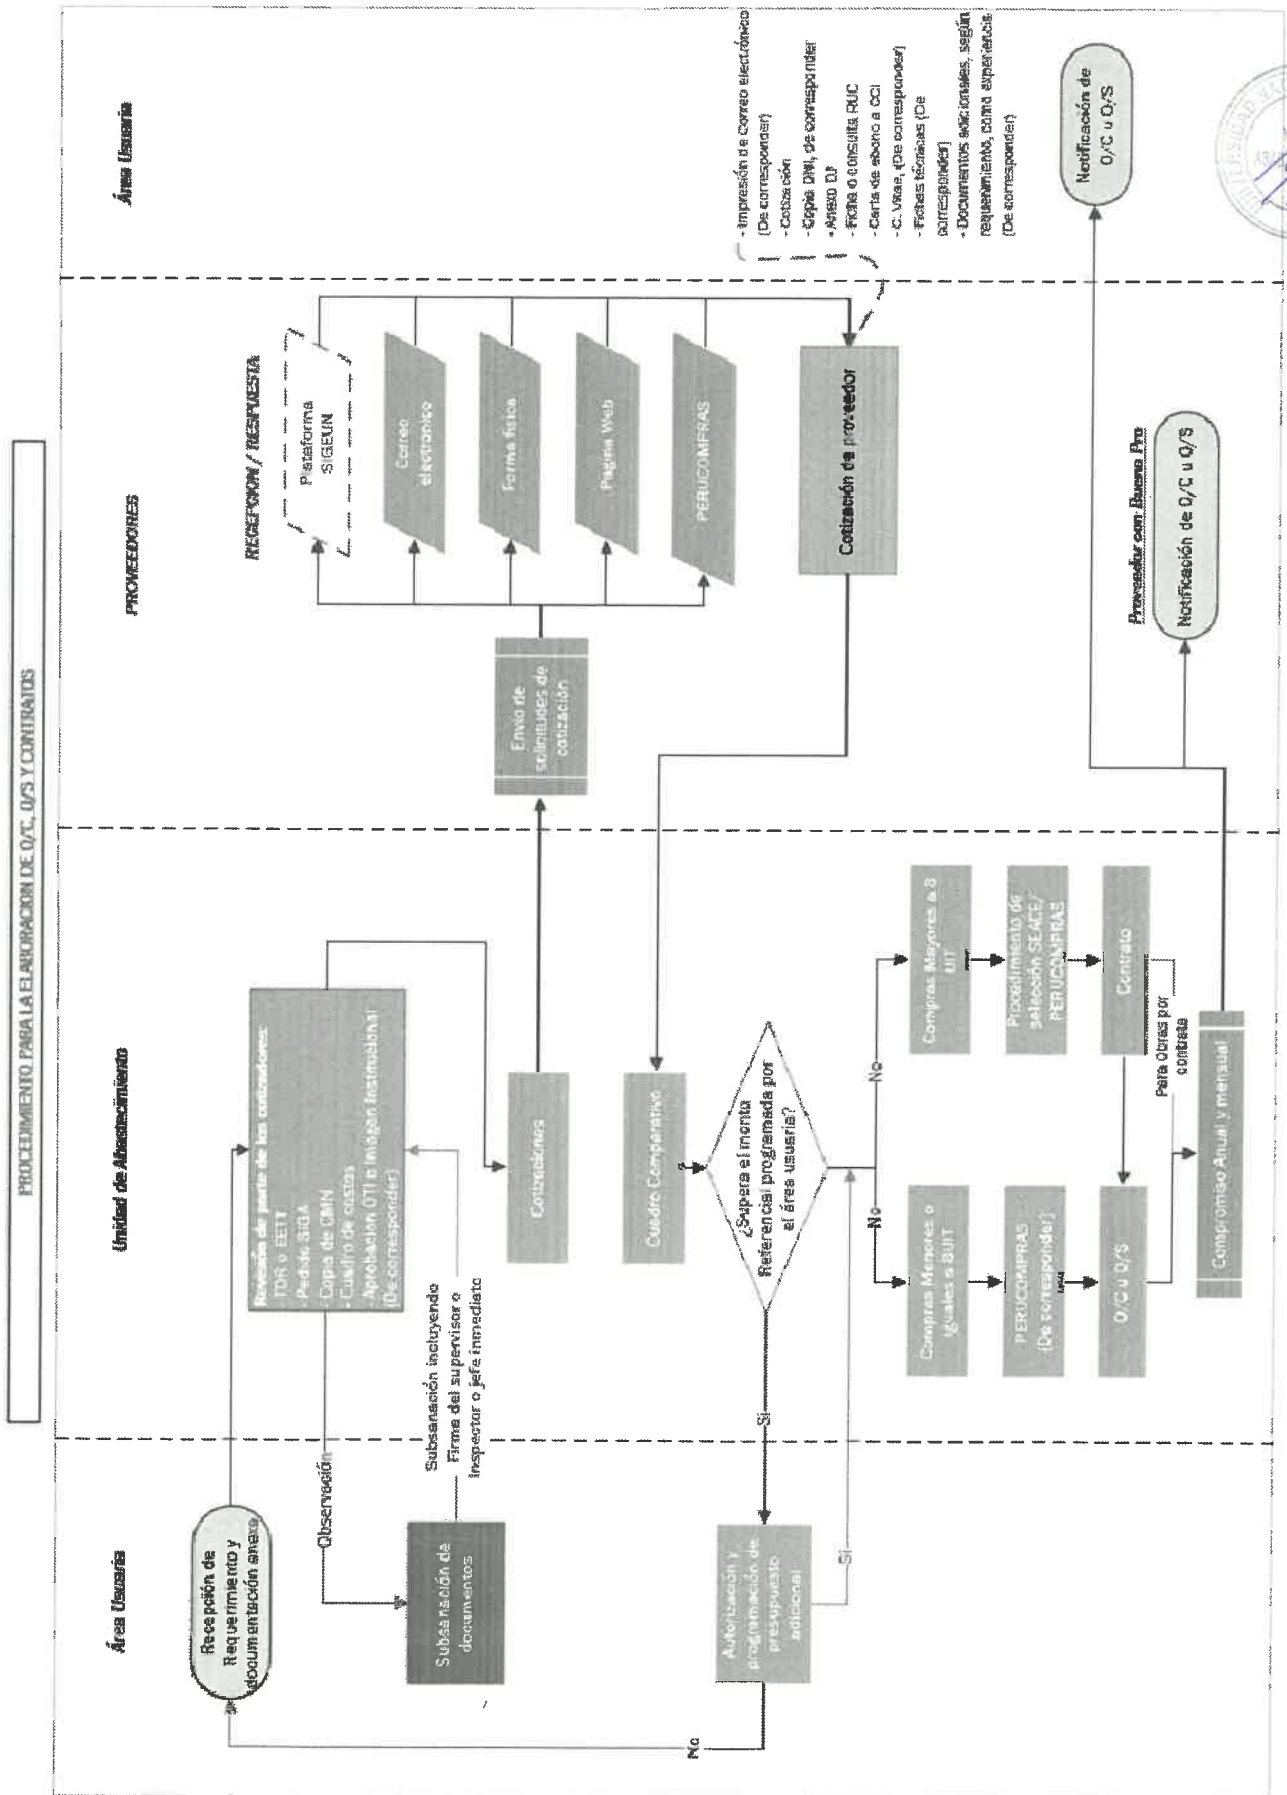 PROCEDIMIENTO PARA LA ELABORACION DE O/C, O/S Y CONTRATOS
Área Usuaria
Unidad de Abastecimiento
PROVEEDORES
Área Usuaria
Recepción de
Requerimiento y
documentación anexa
Observación
Subsanación de
documentos
Subsanación incluyendo
Firma del supervisor o
inspector o jefe inmediato
Revisión de parte de los cotizadores:
TDR o EETT
- Pedido SIGA
Copia de CMN
- Cuadro de costos
Aprobación OTI o Imagen Institucional
(De corresponder)
Cotizaciones
Envío de
solicitudes de
cotización
RECEPCION / RESPUESTA
Plataforma
SIGEUN
Correo
electronico
Forma física
Pagina Web
PERUCOMPRAS
Cotización de proveedor
- Impresión de Correo electrónico
(De corresponder)
- Cotización
- Copia DNI, de corresponder
- Anexo DJ
- Ficha o consulta RUC
- Carta de abono a CCI
- C. Vitae, (De corresponder)
- Fichas técnicas (De
corresponder)
- Documentos adicionales, según
requerimiento, como experiencia
(De corresponder)
Cuadro Comparativo
¿Supera el monto
Referencial programada por
el área usuaria?
Si
Autorización y
programación de
presupuesto
adicional
Si
No
No
No
Compras Menores o
iguales a 8UIT
PERUCOMPRAS
(De corresponder)
O/C u O/S
Compras Mayores a 8
UIT
Procedimiento de
selección SEACE/
PERUCOMPRAS
Contrato
Para Obras por
contrata
Compromiso Anual y mensual
Proveedor con Buena Pro
Notificación de O/C u O/S
Notificación de
O/C u O/S